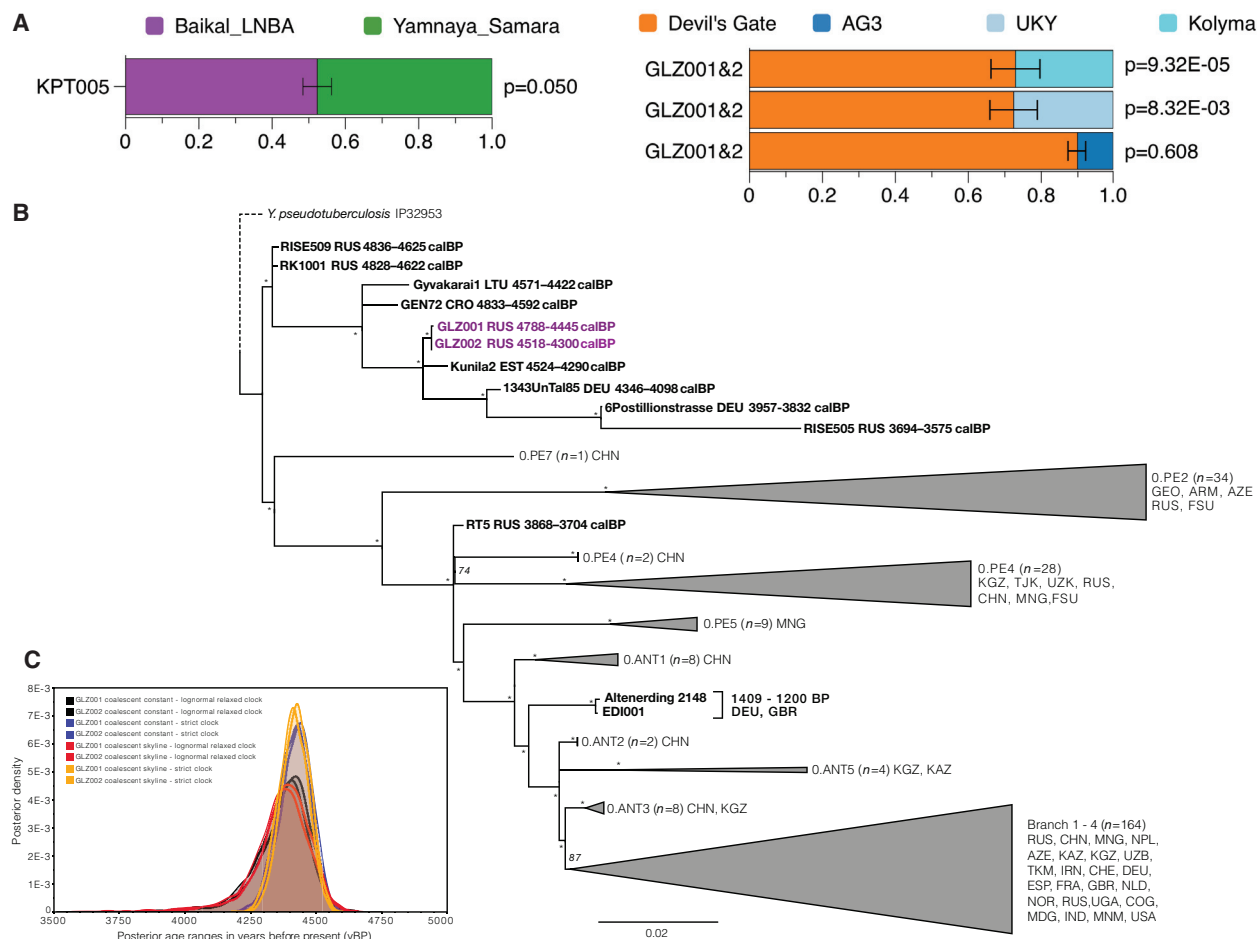 A
Baikal_LNBA
Yamnaya_Samara
KPT005
p=0.050
0 0.2 0.4 0.6 0.8 1.0
Devil's Gate
AG3
UKY
Kolyma
GLZ001&2
p=9.32E-05
GLZ001&2
p=8.32E-03
GLZ001&2
p=0.608
0 0.2 0.4 0.6 0.8 1.0
B
Y. pseudotuberculosis IP32953
RISE509 RUS 4836–4625 calBP
RK1001 RUS 4828–4622 calBP
Gyvakarai1 LTU 4571–4422 calBP
GEN72 CRO 4833–4592 calBP
GLZ001 RUS 4788-4445 calBP
GLZ002 RUS 4518-4300 calBP
Kunila2 EST 4524–4290 calBP
1343UnTal85 DEU 4346–4098 calBP
6Postillionstrasse DEU 3957-3832 calBP
RISE505 RUS 3694–3575 calBP
0.PE7 (n=1) CHN
0.PE2 (n=34)
GEO, ARM, AZE
RUS, FSU
RT5 RUS 3868–3704 calBP
0.PE4 (n=2) CHN
74
0.PE4 (n=28)
KGZ, TJK, UZK, RUS,
CHN, MNG,FSU
0.PE5 (n=9) MNG
0.ANT1 (n=8) CHN
Altenerding 2148
EDI001
1409 - 1200 BP
DEU, GBR
0.ANT2 (n=2) CHN
0.ANT5 (n=4) KGZ, KAZ
0.ANT3 (n=8) CHN, KGZ
87
Branch 1 - 4 (n=164)
RUS, CHN, MNG, NPL,
AZE, KAZ, KGZ, UZB,
TKM, IRN, CHE, DEU,
ESP, FRA, GBR, NLD,
NOR, RUS,UGA, COG,
MDG, IND, MNM, USA
0.02
C
GLZ001 coalescent constant - lognormal relaxed clock
GLZ002 coalescent constant - lognormal relaxed clock
GLZ001 coalescent constant - strict clock
GLZ002 coalescent constant - strict clock
GLZ001 coalescent skyline - lognormal relaxed clock
GLZ002 coalescent skyline - lognormal relaxed clock
GLZ001 coalescent skyline - strict clock
GLZ002 coalescent skyline - strict clock
8E-3
7E-3
6E-3
5E-3
4E-3
3E-3
2E-3
1E-3
0
Posterior density
3500 3750 4000 4250 4500 4750 5000
Posterior age ranges in years before present (yBP)